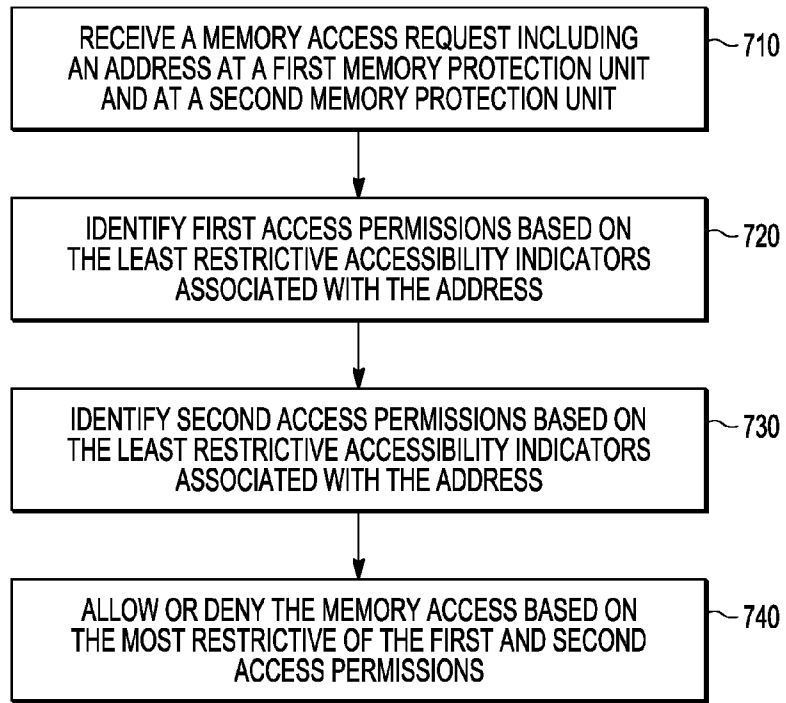 RECEIVE A MEMORY ACCESS REQUEST INCLUDING
AN ADDRESS AT A FIRST MEMORY PROTECTION UNIT
AND AT A SECOND MEMORY PROTECTION UNIT
710
IDENTIFY FIRST ACCESS PERMISSIONS BASED ON
THE LEAST RESTRICTIVE ACCESSIBILITY INDICATORS
ASSOCIATED WITH THE ADDRESS
720
IDENTIFY SECOND ACCESS PERMISSIONS BASED ON
THE LEAST RESTRICTIVE ACCESSIBILITY INDICATORS
ASSOCIATED WITH THE ADDRESS
730
ALLOW OR DENY THE MEMORY ACCESS BASED ON
THE MOST RESTRICTIVE OF THE FIRST AND SECOND
ACCESS PERMISSIONS
740